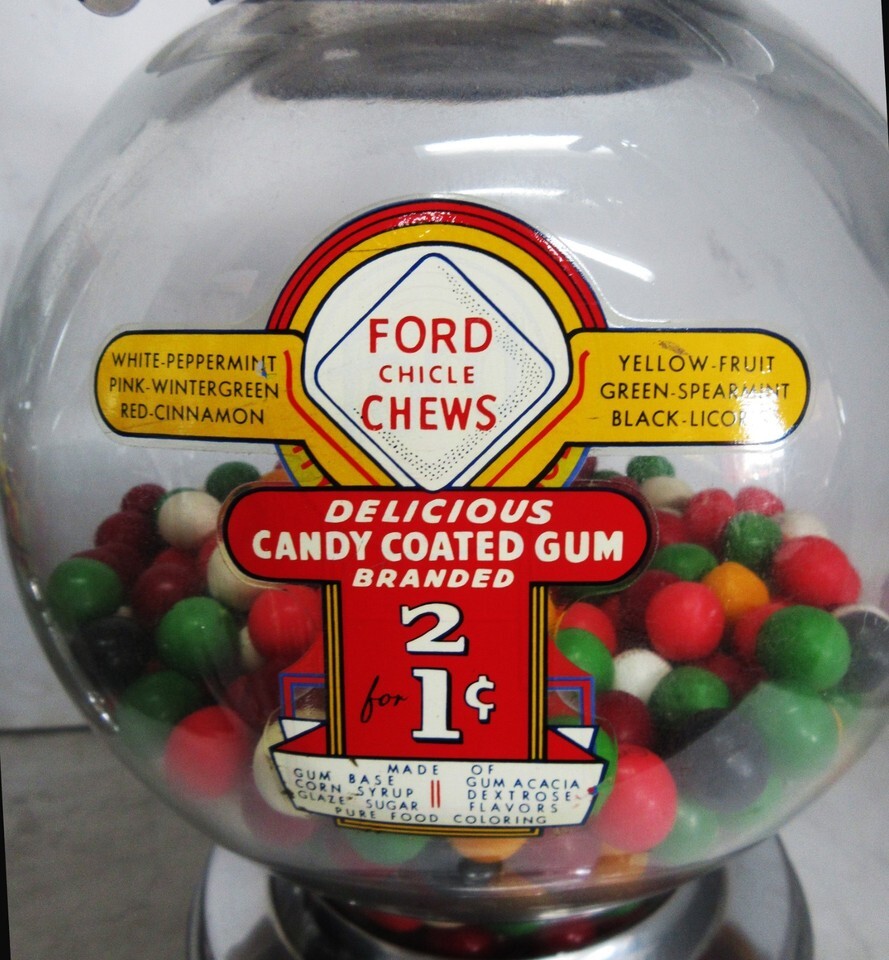 FORD
CHICLE
CHEWS
WHITE-PEPPERMINT
PINK-WINTERGREEN
RED-CINNAMON
YELLOW-FRUIT
GREEN-SPEARMINT
BLACK-LICOR
DELICIOUS
CANDY COATED GUM
BRANDED
2
for 1¢
MADE OF
GUM BASE GUM ACACIA
CORN SYRUP DEXTROSE
GLAZE SUGAR FLAVORS
PURE FOOD COLORING